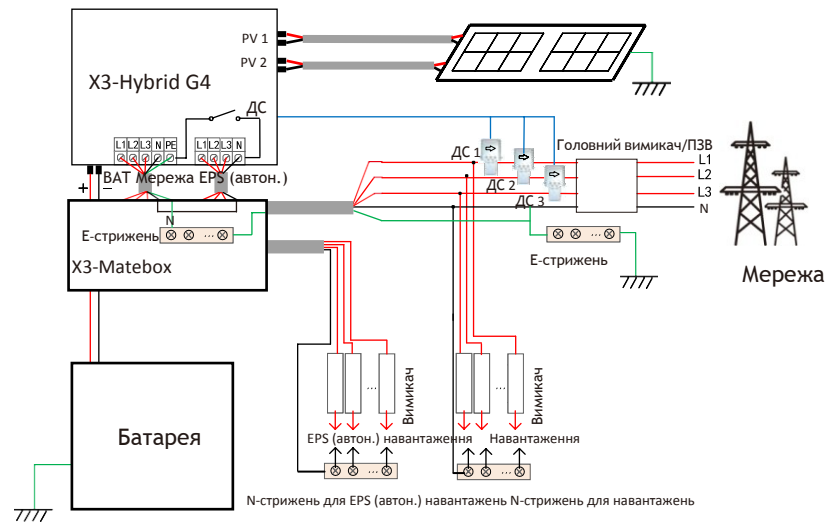 PV 1
PV 2
X3-Hybrid G4
ДС
L1 L2 L3 N PE
L1 L2 L3 N
BAT Мережа EPS (автон.)
+
–
ДС 1
ДС 2
ДС 3
Головний вимикач/ПЗВ
L1
L2
L3
N
Мережа
N
Е-стрижень
...
X3-Matebox
...
Е-стрижень
Батарея
...
Вимикач
...
Вимикач
EPS (автон.) навантаження
Навантаження
...
...
N-стрижень для EPS (автон.) навантажень N-стрижень для навантажень